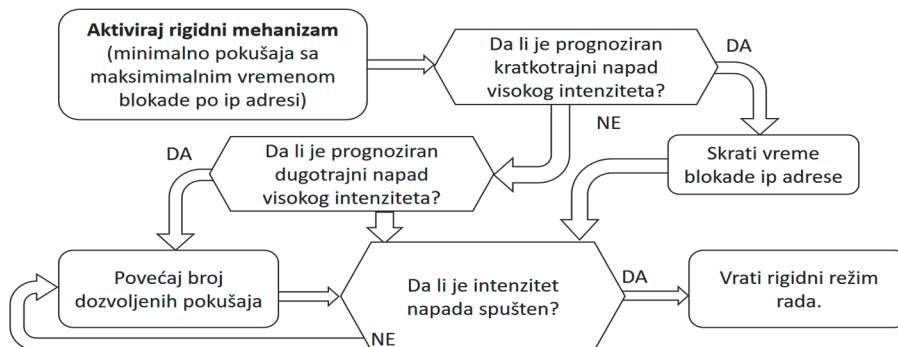 Aktiviraj rigidni mehanizam
(minimalno pokušaja sa
maksimimalnim vremenom
blokade po ip adresi)
Da li je prognoziran
kratkotrajni napad
visokog intenziteta?
DA
NE
Skrati vreme
blokade ip adrese
Da li je prognoziran
dugotrajni napad
visokog intenziteta?
DA
Povećaj broj
dozvoljenih pokušaja
Da li je intenzitet
napada spušten?
DA
NE
Vrati rigidni režim
rada.